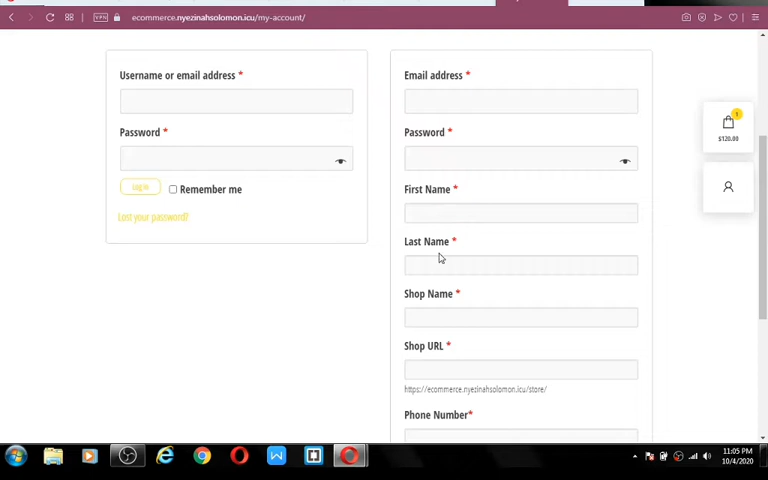 VPN
ecommerce.nyezinahsolomon.icu/my-account/
Username or email address *
Password *
Log in
Remember me
Lost your password?
Email address *
Password *
First Name *
Last Name *
Shop Name *
Shop URL *
https://ecommerce.nyezinahsolomon.icu/store/
Phone Number*
1
$120.00
11:05 PM
10/4/2020